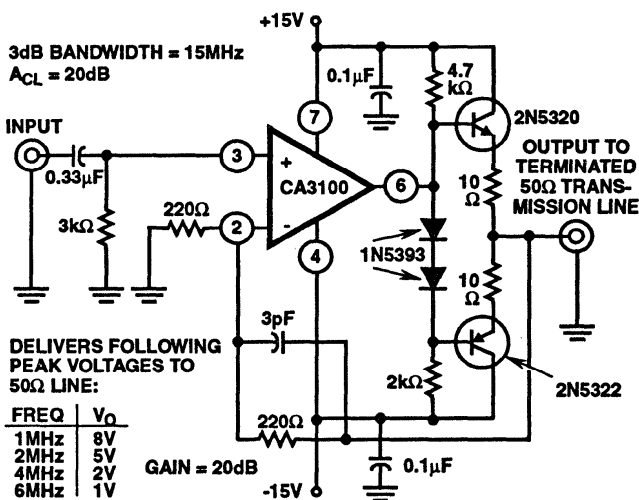 +15V
3dB BANDWIDTH = 15MHz
ACL = 20dB
0.1μF
4.7
kΩ
2N5320
INPUT
7
OUTPUT TO
TERMINATED
50Ω TRANS-
MISSION LINE
3
+
CA3100
6
10
Ω
0.33μF
3kΩ
220Ω
2
-
4
1N5393
10
Ω
3pF
DELIVERS FOLLOWING
PEAK VOLTAGES TO
50Ω LINE:
2kΩ
2N5322
FREQ VO
1MHz 8V
2MHz 5V
4MHz 2V
6MHz 1V
220Ω
GAIN = 20dB
0.1μF
-15V